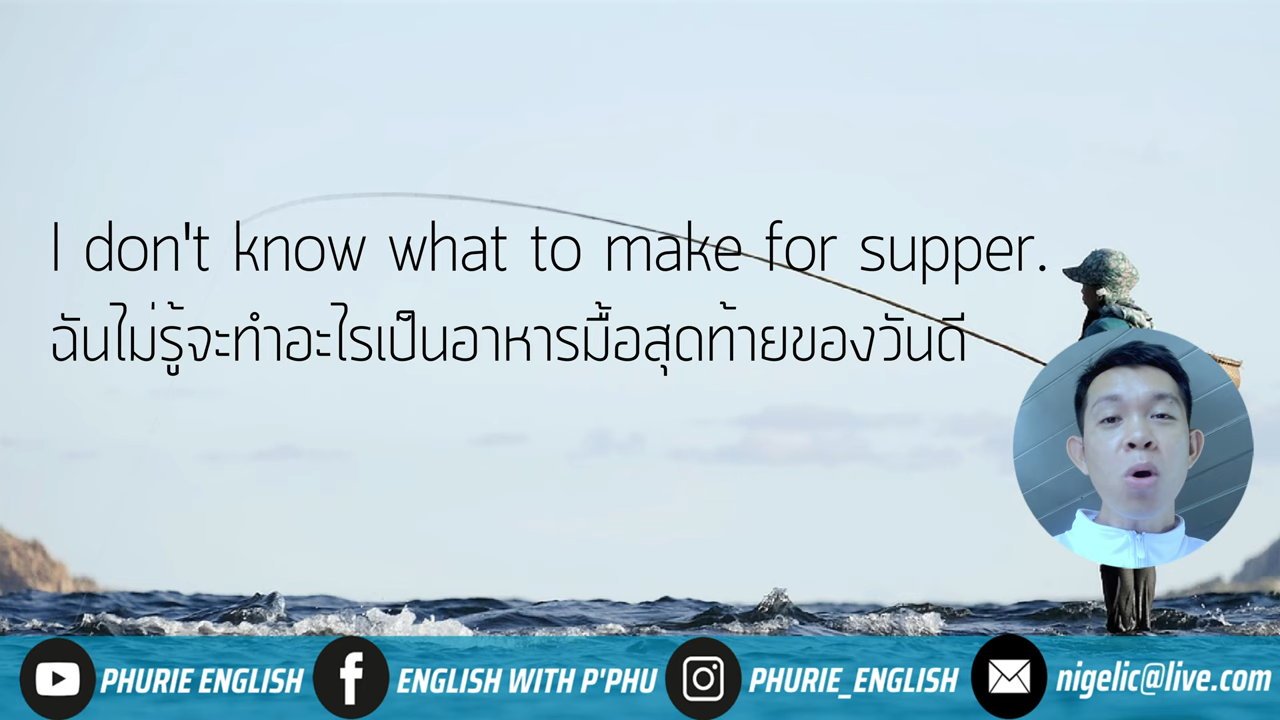 I don't know what to make for supper.
ฉันไม่รู้จะทำอะไรเป็นอาหารมื้อสุดท้ายของวันดี
PHURIE ENGLISH ENGLISH WITH P'PHU PHURIE_ENGLISH nigelic@live.com